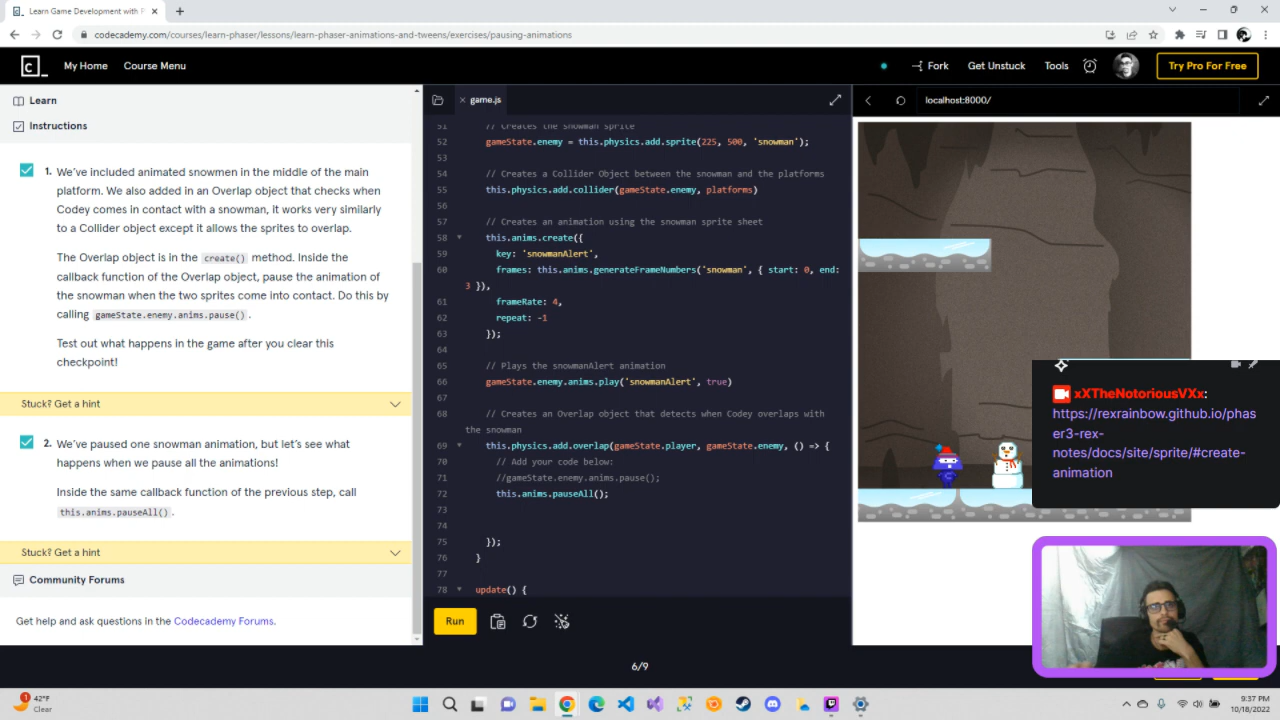 Learn Game Development with P
codecademy.com/courses/learn-phaser/lessons/learn-phaser-animations-and-tweens/exercises/pausing-animations
My Home Course Menu Fork Get Unstuck Tools Try Pro For Free
Learn
Instructions
1. We've included animated snowmen in the middle of the main
platform. We also added in an Overlap object that checks when
Codey comes in contact with a snowman, it works very similarly
to a Collider object except it allows the sprites to overlap.
The Overlap object is in the create() method. Inside the
callback function of the Overlap object, pause the animation of
the snowman when the two sprites come into contact. Do this by
calling gameState.enemy.anims.pause().
Test out what happens in the game after you clear this
checkpoint!
Stuck? Get a hint
2. We've paused one snowman animation, but let's see what
happens when we pause all the animations!
Inside the same callback function of the previous step, call
this.anims.pauseAll().
Stuck? Get a hint
Community Forums
Get help and ask questions in the Codecademy Forums.
game.js
51 // Creates the snowman sprite
52 gameState.enemy = this.physics.add.sprite(225, 500, 'snowman');
53
54 // Creates a Collider Object between the snowman and the platforms
55 this.physics.add.collider(gameState.enemy, platforms)
56
57 // Creates an animation using the snowman sprite sheet
58 this.anims.create({
59 key: 'snowmanAlert',
60 frames: this.anims.generateFrameNumbers('snowman', { start: 0, end:
3 }),
61 frameRate: 4,
62 repeat: -1
63 });
64
65 // Plays the snowmanAlert animation
66 gameState.enemy.anims.play('snowmanAlert', true)
67
68 // Creates an Overlap object that detects when Codey overlaps with
the snowman
69 this.physics.add.overlap(gameState.player, gameState.enemy, () => {
70 // Add your code below:
71 //gameState.enemy.anims.pause();
72 this.anims.pauseAll();
73
74
75 });
76 }
77
78 update() {
Run
6/9
localhost:8000/
xXTheNotoriousVXx:
https://rexrainbow.github.io/phas
er3-rex-
notes/docs/site/sprite/#create-
animation
1
42°F
Clear
9:37 PM
10/18/2022